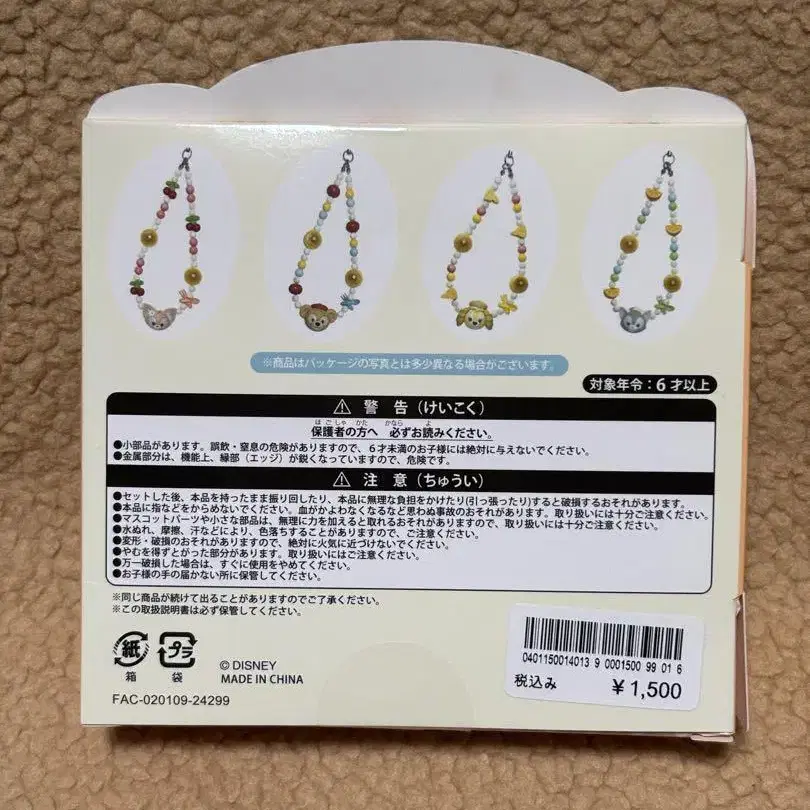 ※商品はパッケージの写真とは多少異なる場合がございます。
対象年令：6才以上
⚠ 警 告（けいこく）
保護者の方へ 必ずお読みください。
●小部品があります。誤飲・窒息の危険がありますので、6才未満のお子様には絶対に与えないでください。
●金属部分は、機能上、縁部（エッジ）が鋭くなっていますので、危険です。
⚠ 注 意（ちゅうい）
●セットした後、本品を持ったまま振り回したり、本品に無理な負担をかけたり(引っ張ったり)すると破損するおそれがあります。
●本品に指などをからめないでください。血がかよわなくなるなど思わぬ事故のおそれがあります。取り扱いには十分ご注意ください。
●マスコットパーツや小さな部品は、無理に力を加えると取れるおそれがありますので、取り扱いには十分ご注意ください。
●水ぬれ、摩擦、汗などにより、色落ちすることがありますので、ご注意ください。
●変形・破損のおそれがありますので、絶対に火気に近づけないでください。
●やむを得ずとがった部分があります。取り扱いにはご注意ください。
●万一破損した場合は、すぐに使用をやめてください。
●お子様の手の届かない所に保管してください。
※同じ商品が続けて出ることがありますのでご了承ください。
※この取扱説明書は必ず保管してください。
紙 プラ
箱 袋
© DISNEY
MADE IN CHINA
FAC-020109-24299
0401150014013 9 0001500 99 01 6
税込み ¥1,500